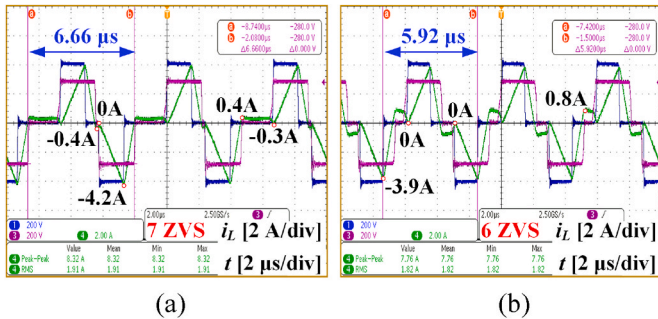 a
b
T
a -8.7400µs -280.0 V
b -2.0800µs -280.0 V
Δ6.6600µs Δ0.000 V
6.66 µs
0A
-0.4A
-4.2A
0.4A
-0.3A
2.00µs 2.50GS/s 3
1 200 V
3 200 V 4 2.00 A
7 ZVS iL [2 A/div]
Value Mean Min Max
4 Peak-Peak 8.32 A 8.32 8.32 8.32
4 RMS 1.91 A 1.91 1.91 1.91
t [2 µs/div]
(a)
a
b
T
a -7.4200µs -280.0 V
b -1.5000µs -280.0 V
Δ5.9200µs Δ0.000 V
5.92 µs
0A
0A
0.8A
-3.9A
2.00µs 2.50GS/s 3
1 200 V
3 200 V 4 2.00 A
6 ZVS iL [2 A/div]
Value Mean Min Max
4 Peak-Peak 7.76 A 7.76 7.76 7.76
4 RMS 1.82 A 1.82 1.82 1.82
t [2 µs/div]
(b)